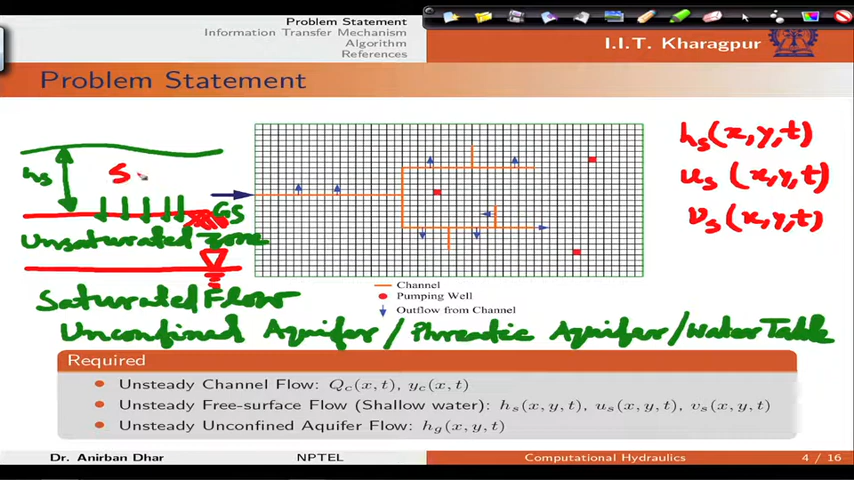 Problem Statement
Information Transfer Mechanism
Algorithm
References
I.I.T. Kharagpur
Problem Statement
hs
S
GS
Unsaturated zone
Saturated Flow
Unconfined Aquifer / Phreatic Aquifer / Water Table
hs (x,y,t)
us (x,y,t)
vs (x,y,t)
Channel
Pumping Well
Outflow from Channel
Required
Unsteady Channel Flow: Qc(x, t), yc(x, t)
Unsteady Free-surface Flow (Shallow water): hs(x, y, t), us(x, y, t), vs(x, y, t)
Unsteady Unconfined Aquifer Flow: hg(x, y, t)
Dr. Anirban Dhar NPTEL Computational Hydraulics 4 / 16